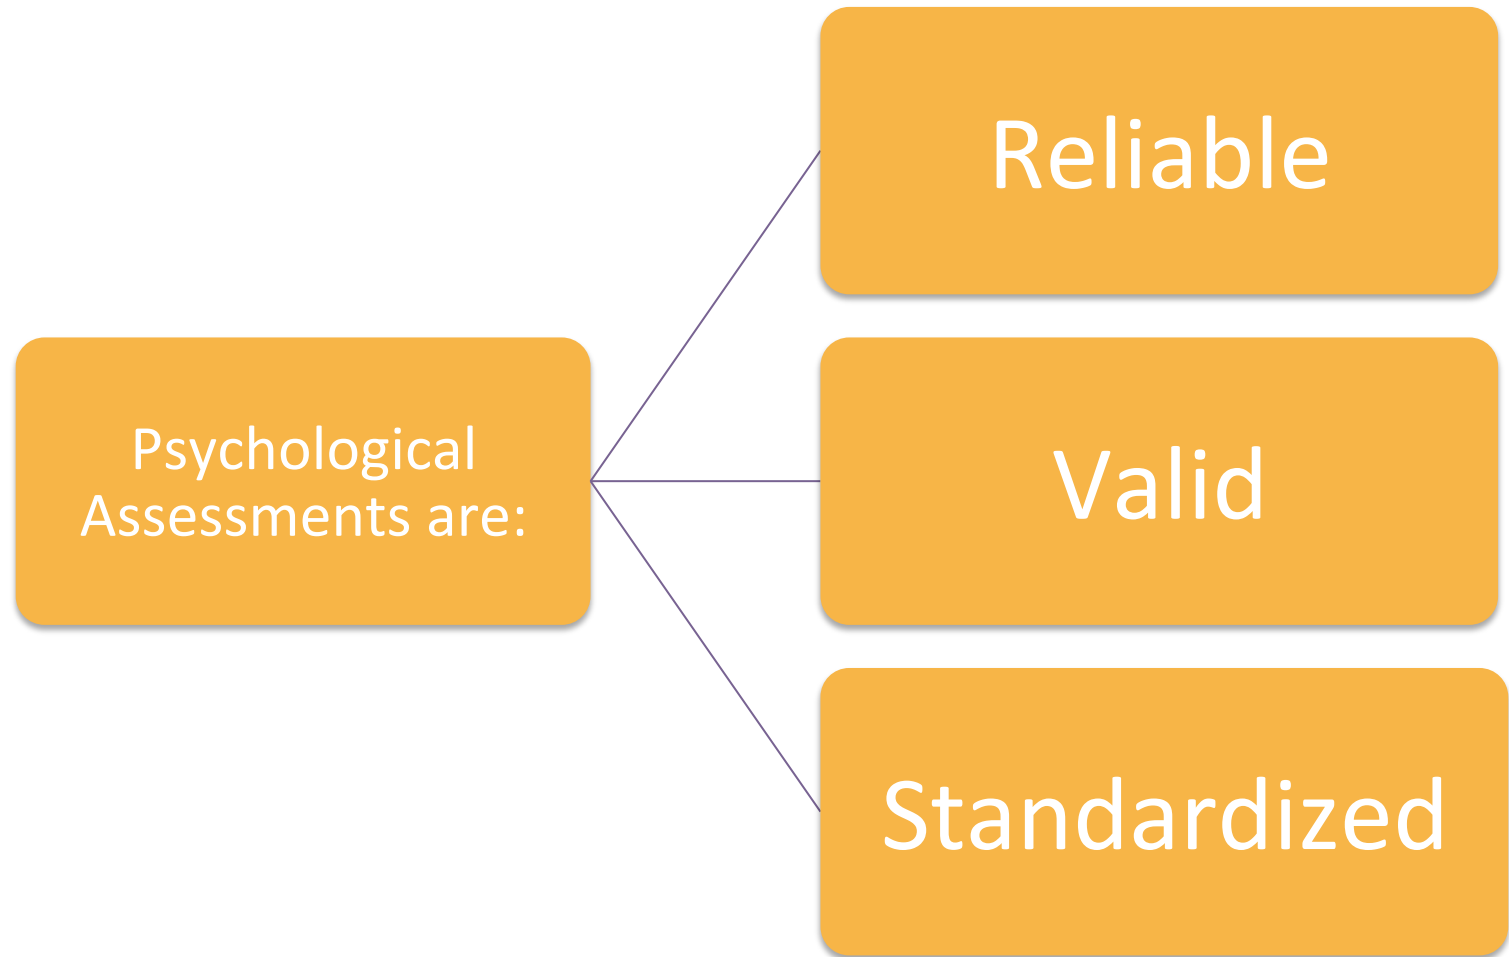 Psychological
Assessments are:
Reliable
Valid
Standardized